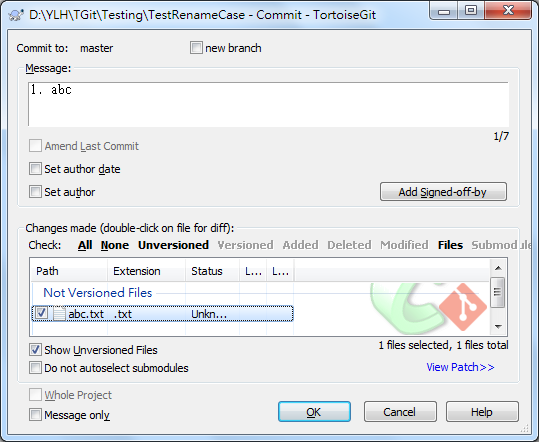 D:\YLH\TGit\Testing\TestRenameCase - Commit - TortoiseGit
Commit to: master new branch
Message:
1. abc
1/7
Amend Last Commit
Set author date
Set author Add Signed-off-by
Changes made (double-click on file for diff):
Check: All None Unversioned Versioned Added Deleted Modified Files Submodules
Path Extension Status L... L...
Not Versioned Files
abc.txt .txt Unkn...
Show Unversioned Files 1 files selected, 1 files total
Do not autoselect submodules View Patch>>
Whole Project
Message only OK Cancel Help